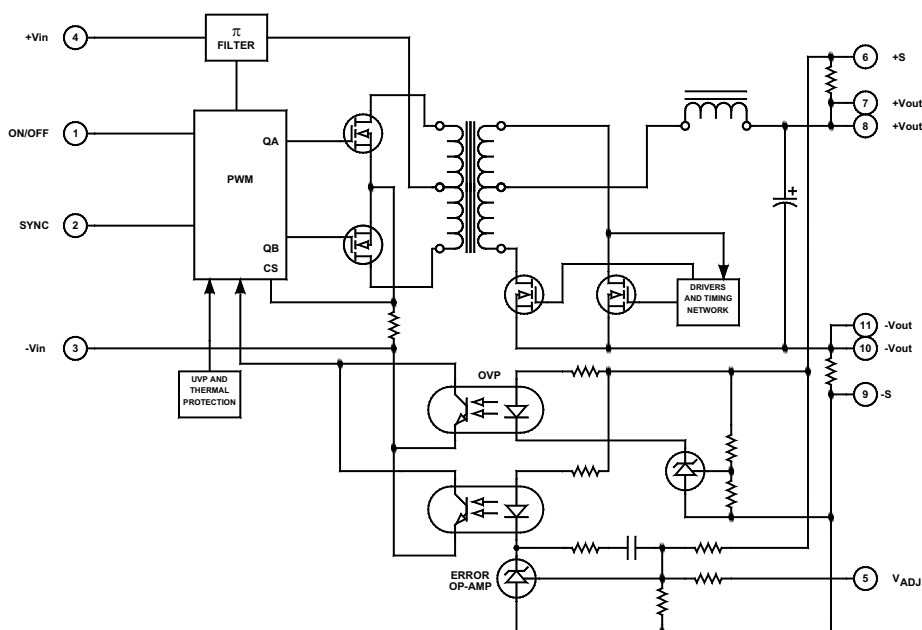 +Vin
4
π
FILTER
6
+S
7
+Vout
8
+Vout
ON/OFF
1
QA
PWM
SYNC
2
QB
CS
DRIVERS
AND TIMING
NETWORK
11
-Vout
10
-Vout
-Vin
3
UVP AND
THERMAL
PROTECTION
OVP
9
-S
ERROR
OP-AMP
5
VADJ